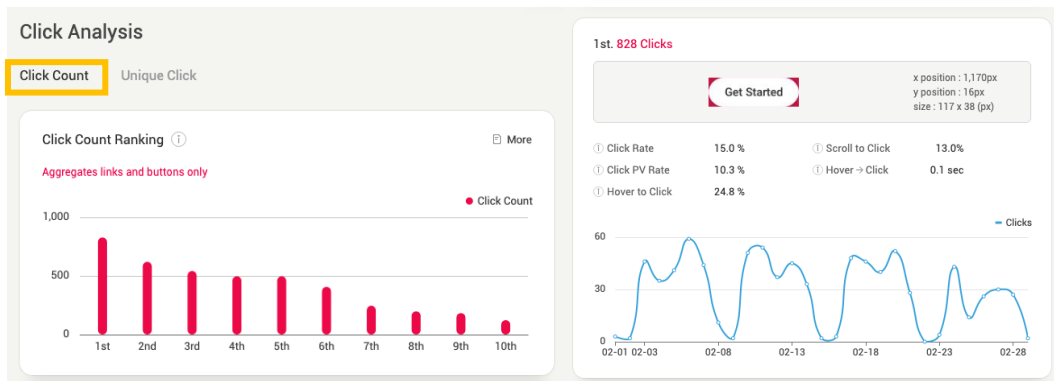 Click Analysis
Click Count
Unique Click
Click Count Ranking
More
Aggregates links and buttons only
Click Count
1,000
500
0
1st 2nd 3rd 4th 5th 6th 7th 8th 9th 10th
1st. 828 Clicks
Get Started
x position : 1,170px
y position : 16px
size : 117 x 38 (px)
Click Rate 15.0 % Scroll to Click 13.0%
Click PV Rate 10.3 % Hover → Click 0.1 sec
Hover to Click 24.8 %
Clicks
60
30
0
02-01 02-03 02-08 02-13 02-18 02-23 02-28